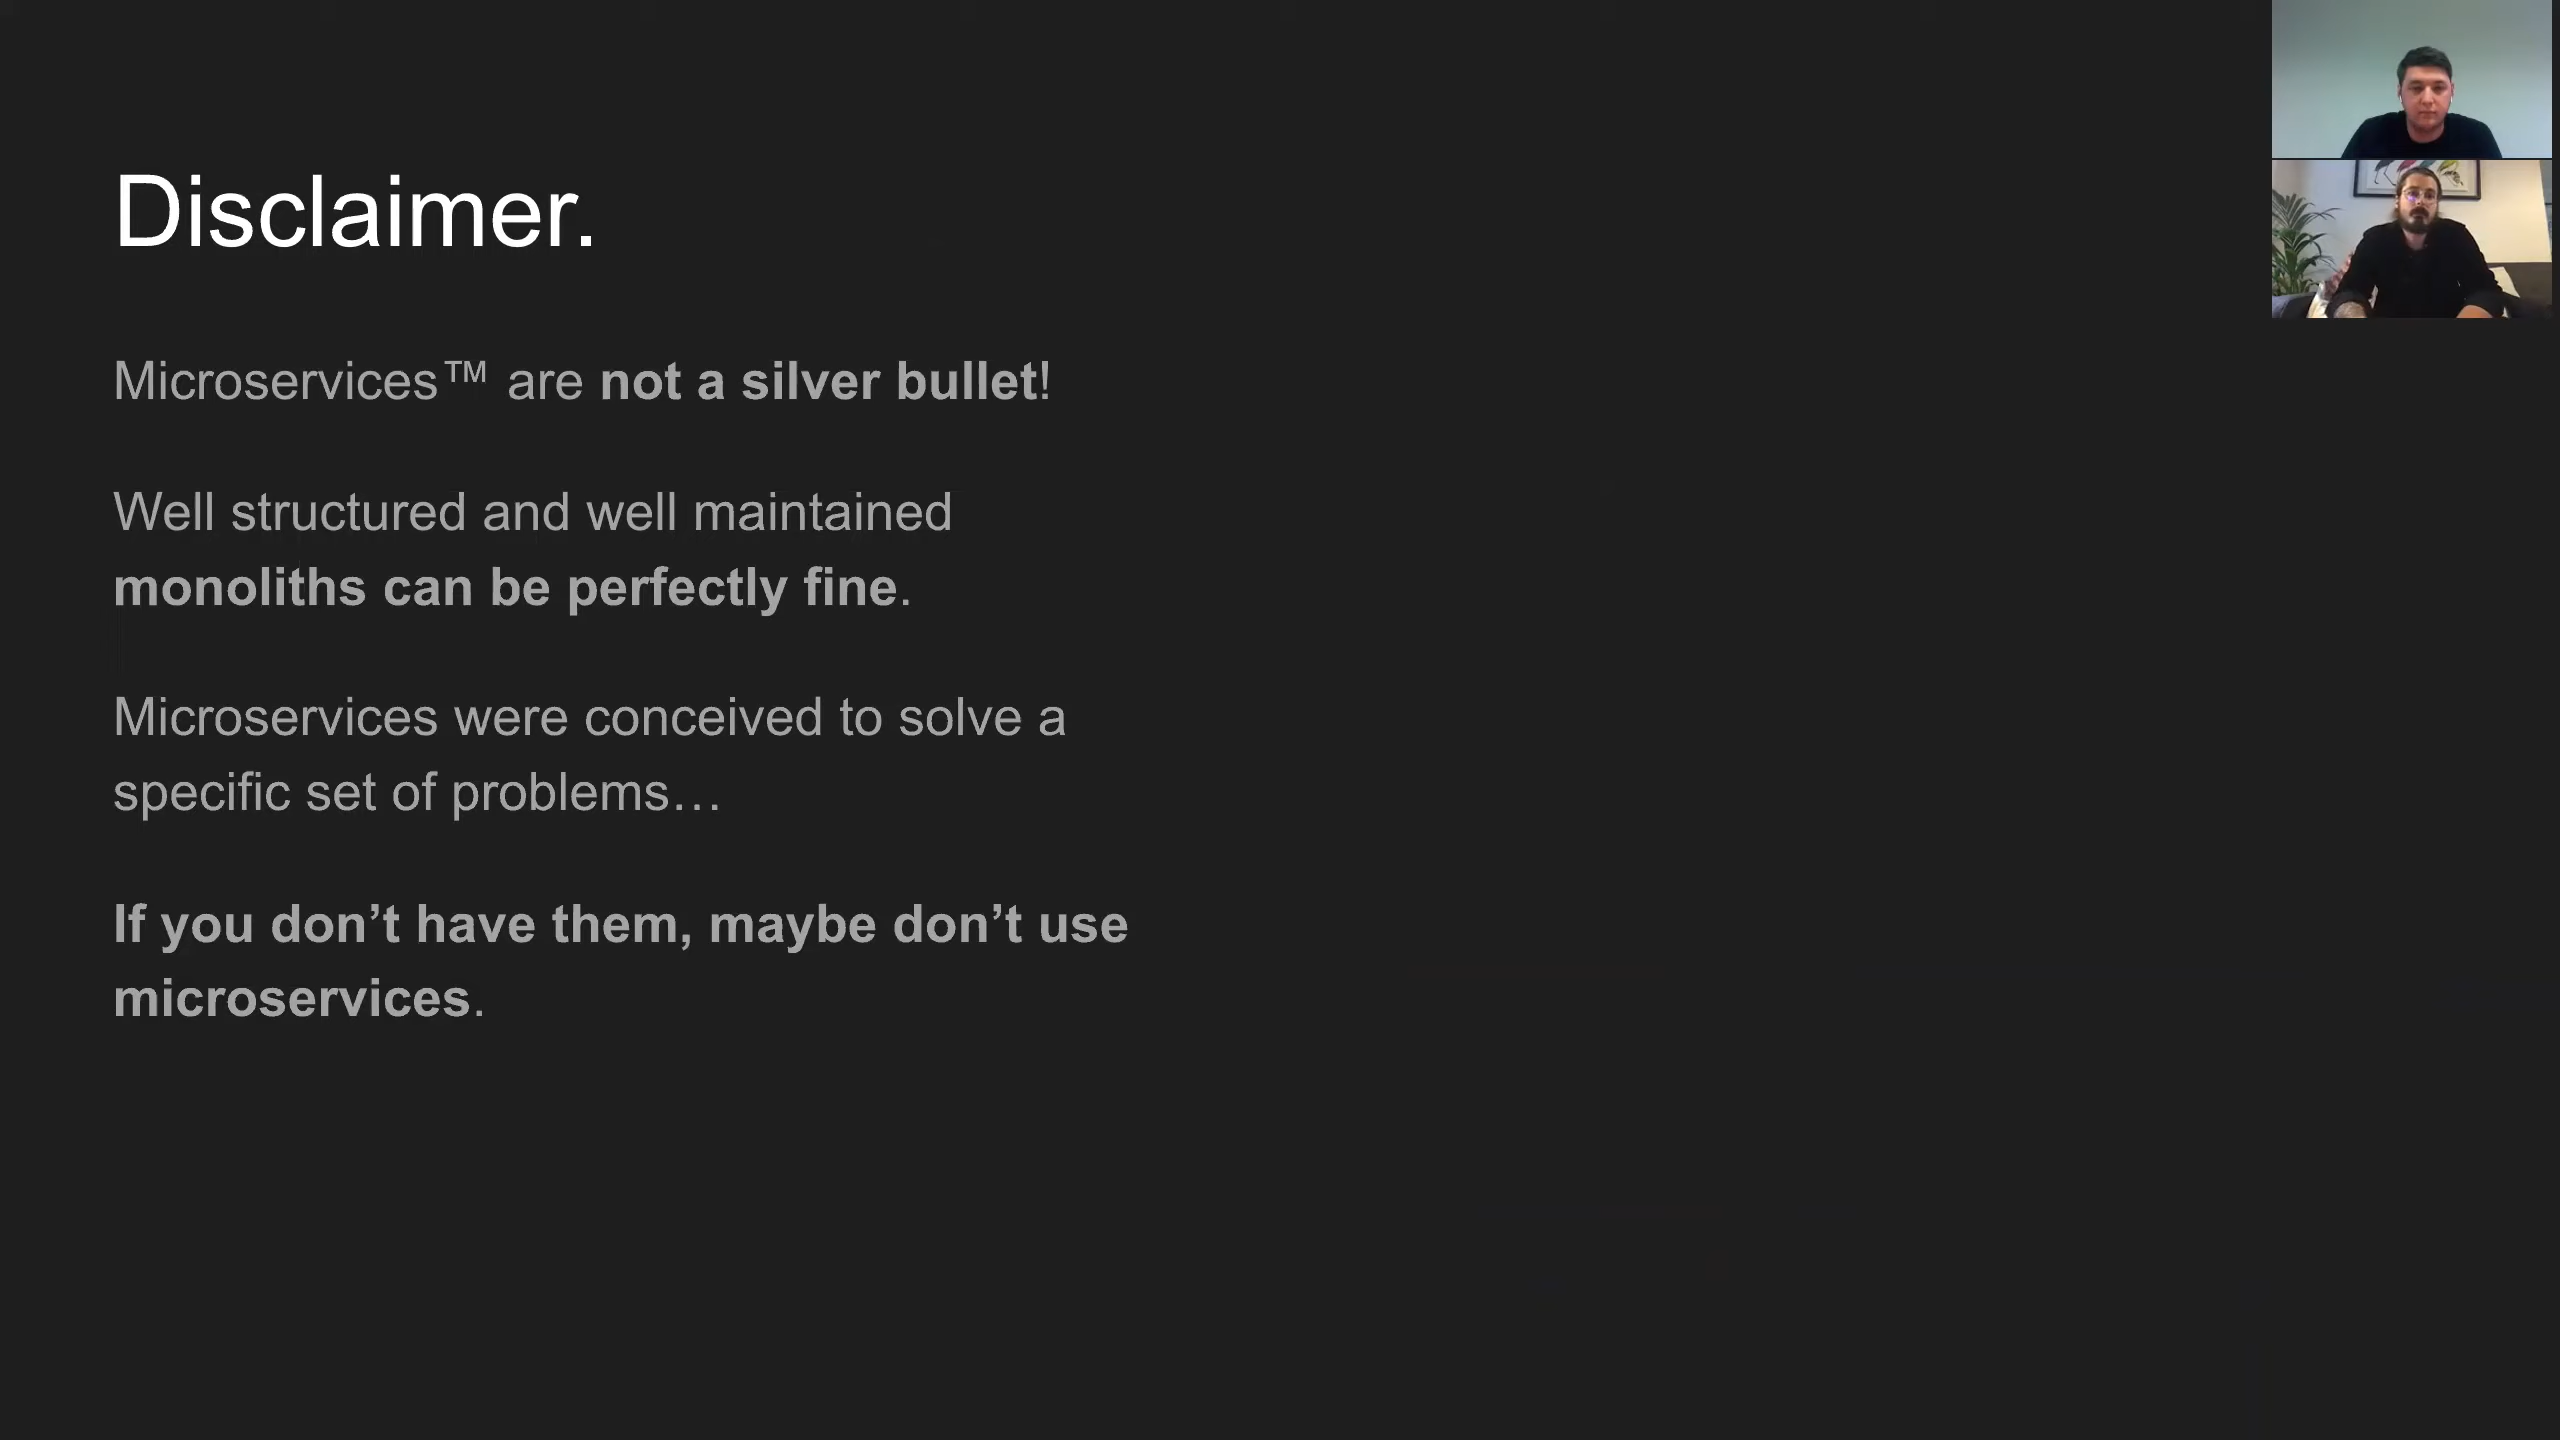 Disclaimer.
Microservices™ are not a silver bullet!
Well structured and well maintained
monoliths can be perfectly fine.
Microservices were conceived to solve a
specific set of problems…
If you don’t have them, maybe don’t use
microservices.